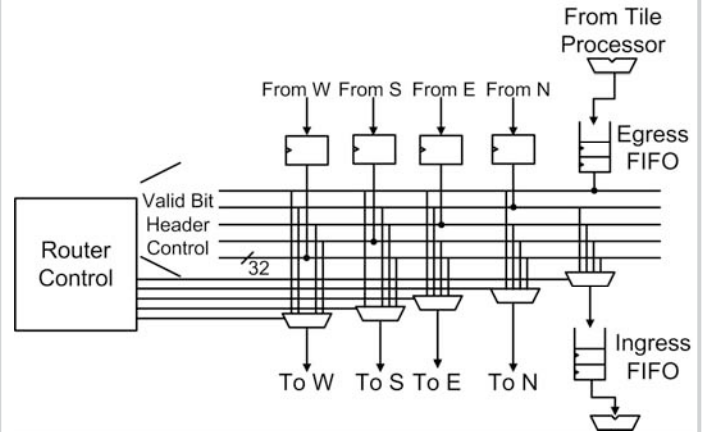 From Tile
Processor
From W From S From E From N
Egress
FIFO
Valid Bit
Header
Control
32
Router
Control
Ingress
FIFO
To W To S To E To N